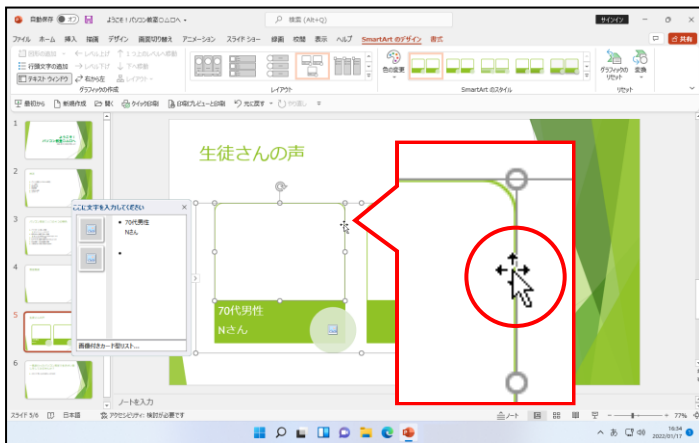 自動保存 オフ ようこそ!パソコン教室〇△□へ 検索 (Alt+Q) サインイン
ファイル ホーム 挿入 描画 デザイン 画面切り替え アニメーション スライド ショー 録画 校閲 表示 ヘルプ SmartArt のデザイン 書式 共有
図形の追加 ← レベル上げ ↑ 1 つ上のレベルへ移動
行頭文字の追加 → レベル下げ ↓ 下へ移動
テキスト ウィンドウ 右から左 レイアウト
グラフィックの作成
レイアウト
色の変更
SmartArt のスタイル
グラフィックの
リセット
変換
リセット
最初から 新規作成 開く クイック印刷 印刷プレビューと印刷 元に戻す
1
2
3
4
5
6
ここに文字を入力してください
70代男性
Nさん
画像付きカード型リスト...
生徒さんの声
70代男性
Nさん
ノートを入力
スライド 5/6 日本語 アクセシビリティ: 検討が必要です
ノート
77%
あ
16:34
2022/01/17